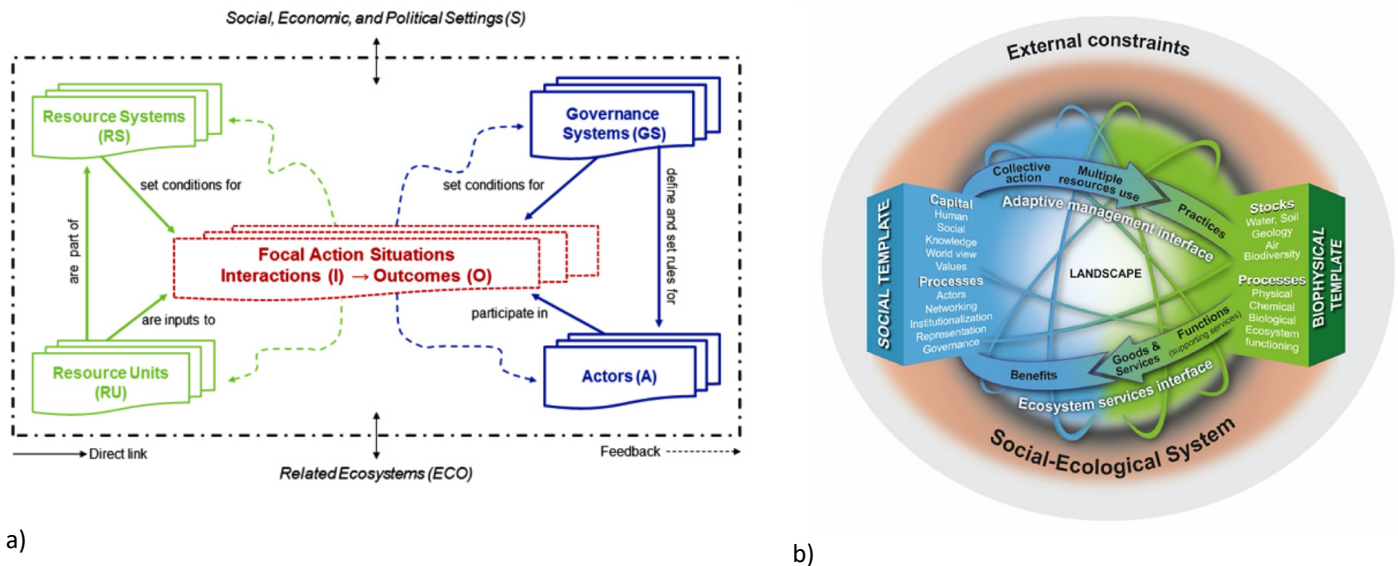 Social, Economic, and Political Settings (S)
Resource Systems
(RS)
Governance
Systems (GS)
set conditions for
set conditions for
are part of
define and set rules for
Focal Action Situations
Interactions (I) → Outcomes (O)
are inputs to
participate in
Resource Units
(RU)
Actors (A)
Direct link
Feedback
Related Ecosystems (ECO)
a)
External constraints
Collective
action
Multiple
resources use
Practices
Adaptive management interface
SOCIAL TEMPLATE
Capital
Human
Social
Knowledge
World view
Values
Processes
Actors
Networking
Institutionalization
Representation
Governance
LANDSCAPE
Stocks
Water, Soil
Geology
Air
Biodiversity
Processes
Physical
Chemical
Biological
Ecosystem
functioning
BIOPHYSICAL
TEMPLATE
Functions
(supporting services)
Goods &
Services
Benefits
Ecosystem services interface
Social-Ecological System
b)